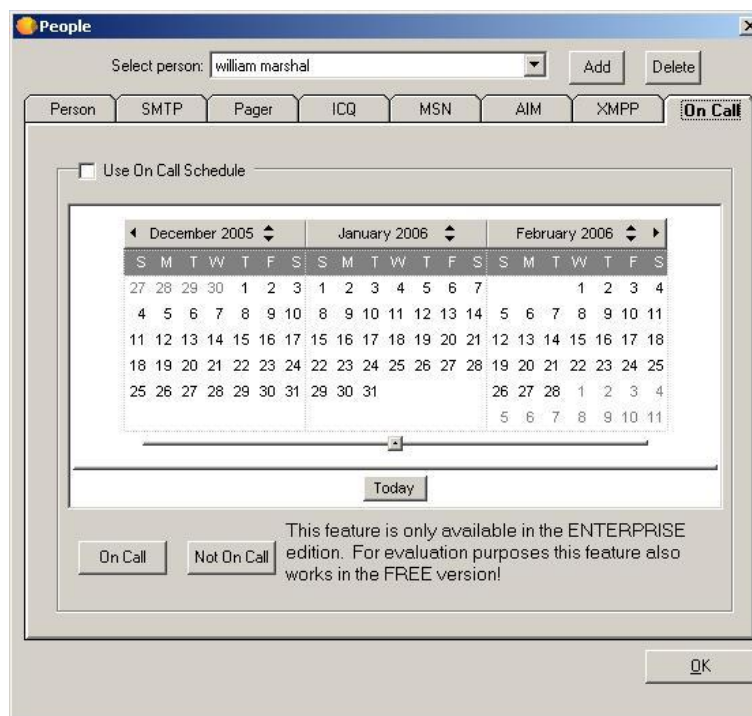 People
Select person: william marshal Add Delete
Person SMTP Pager ICQ MSN AIM XMPP On Call
Use On Call Schedule
December 2005 January 2006 February 2006
S M T W T F S S M T W T F S S M T W T F S
27 28 29 30 1 2 3 1 2 3 4 5 6 7 1 2 3 4
4 5 6 7 8 9 10 8 9 10 11 12 13 14 5 6 7 8 9 10 11
11 12 13 14 15 16 17 15 16 17 18 19 20 21 12 13 14 15 16 17 18
18 19 20 21 22 23 24 22 23 24 25 26 27 28 19 20 21 22 23 24 25
25 26 27 28 29 30 31 29 30 31 26 27 28 1 2 3 4
5 6 7 8 9 10 11
Today
On Call Not On Call
This feature is only available in the ENTERPRISE
edition. For evaluation purposes this feature also
works in the FREE version!
OK